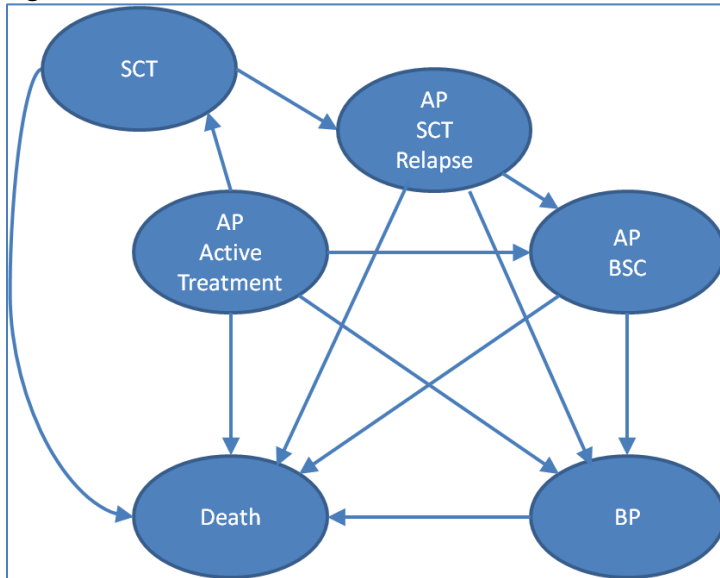 SCT
AP
SCT
Relapse
AP
Active
Treatment
AP
BSC
Death
BP